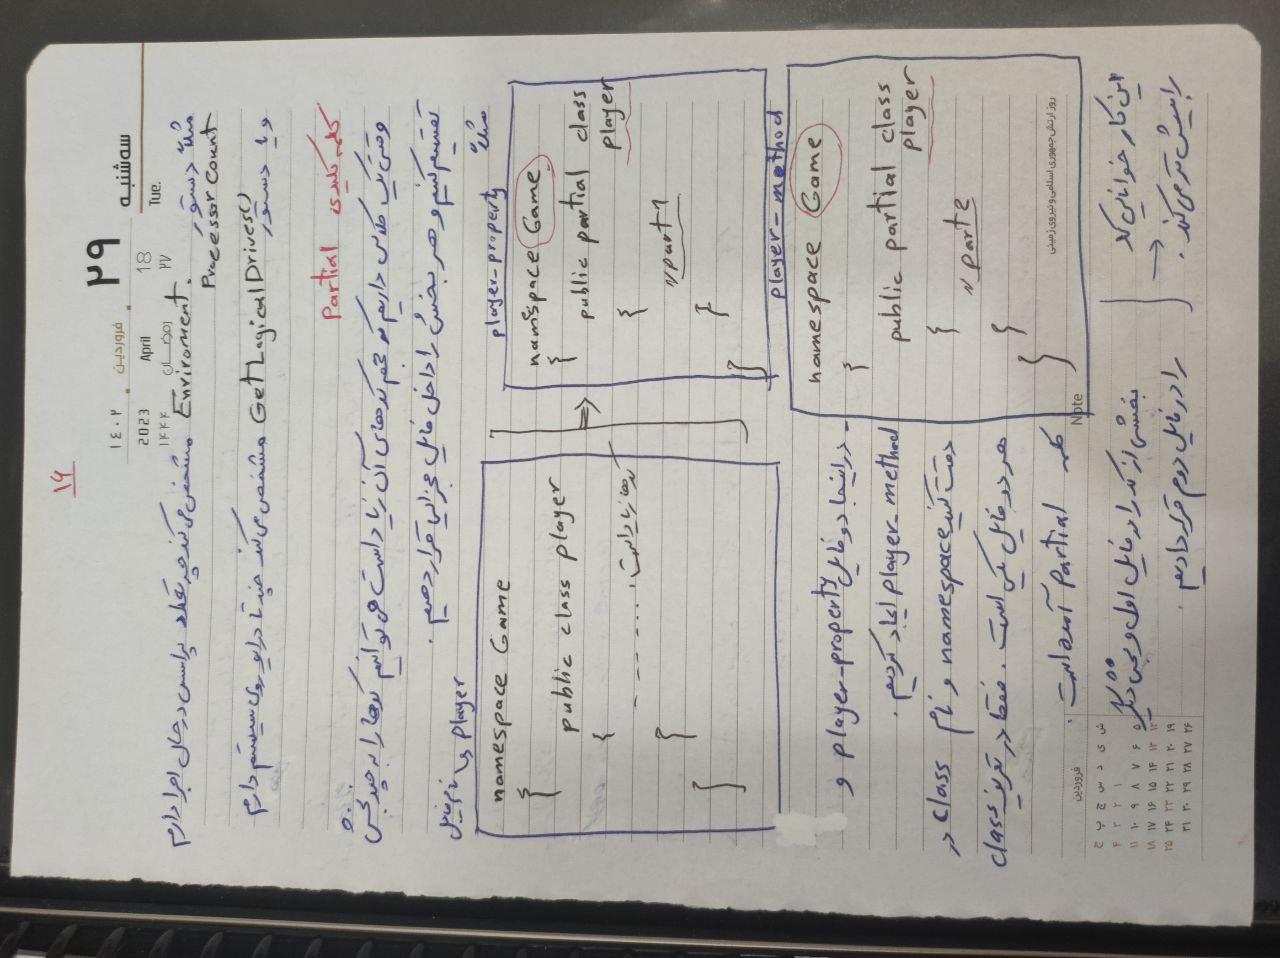 ۱۶
سه‌شنبه ۲۹ فروردین ۱۴۰۲
Tue. 18 April 2023
۲۷ رمضان ۱۴۴۴
مثلاً دستور Enviroment. مشخص می‌کند چه تعداد پراسس در حال اجرا دارم
Processor Count
و یا دستور GetLogicalDrives() مشخص می‌کند چند تا درایو روی سیستم دارم
کلمه کلیدی Partial
وقتی یک کلاس داریم که حجم کدهای آن زیاد است می‌توانیم کدها را به چند بخش
تقسیم کنیم و هر بخش را داخل فایل مجزایی قرار دهیم.
مثلاً
player نام فایل
namespace Game
{
public class player
{
کدها زیاد است. ........
}
}
player-property
namespace Game
{
public partial class
player
{
// part 1
}
}
player-method
namespace Game
{
public partial class
player
{
// part 2
}
}
- در اینجا دو فایل player-property و
player-method ایجاد کردیم.
دقت کنید namespace و نام class در
هر دو فایل یکی است. فقط در تعریف class
کلمه Partial آمده است.
روز ارتش جمهوری اسلامی و نیروی زمینی
Note
فروردین
ش ی د س چ پ ج
۱ ۲ ۳ ۴
۵ ۶ ۷ ۸ ۹ ۱۰ ۱۱
۱۲ ۱۳ ۱۴ ۱۵ ۱۶ ۱۷ ۱۸
۱۹ ۲۰ ۲۱ ۲۲ ۲۳ ۲۴ ۲۵
۲۶ ۲۷ ۲۸ ۲۹ ۳۰ ۳۱
بخشی از کد را در فایل اول و بخش دیگر
را در فایل دوم قرار دادیم.
این کار خوانایی کد
را بیش تر می‌کند.